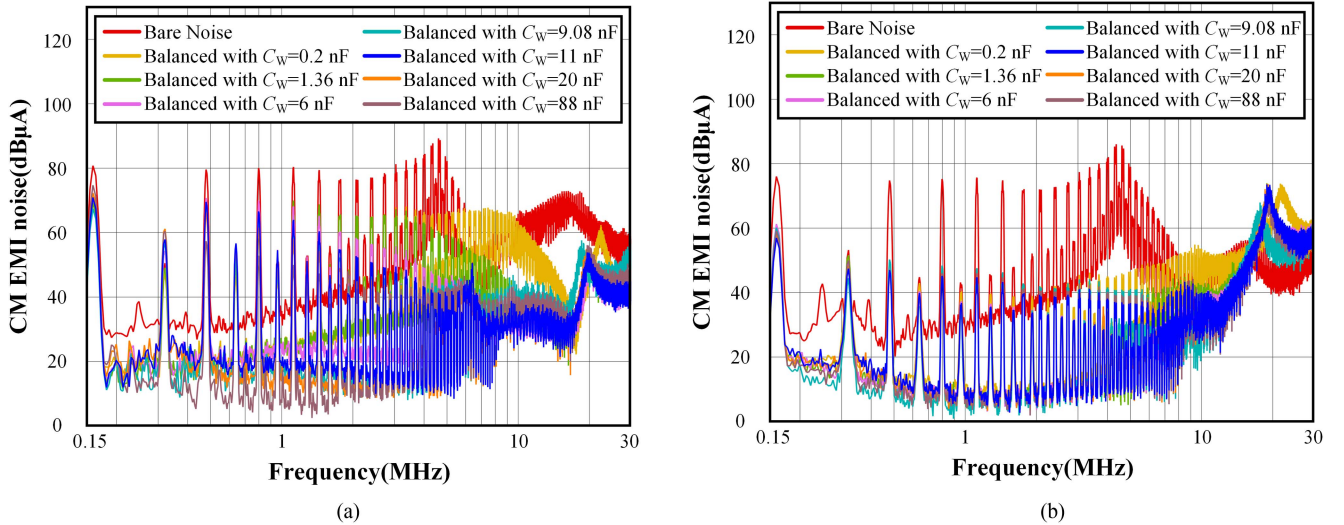 Bare Noise
Balanced with CW=0.2 nF
Balanced with CW=1.36 nF
Balanced with CW=6 nF
Balanced with CW=9.08 nF
Balanced with CW=11 nF
Balanced with CW=20 nF
Balanced with CW=88 nF
CM EMI noise(dBμA)
120
100
80
60
40
20
0
0.15 1 10 30
Frequency(MHz)
(a)
Bare Noise
Balanced with CW=0.2 nF
Balanced with CW=1.36 nF
Balanced with CW=6 nF
Balanced with CW=9.08 nF
Balanced with CW=11 nF
Balanced with CW=20 nF
Balanced with CW=88 nF
CM EMI noise(dBμA)
120
100
80
60
40
20
0
0.15 1 10 30
Frequency(MHz)
(b)